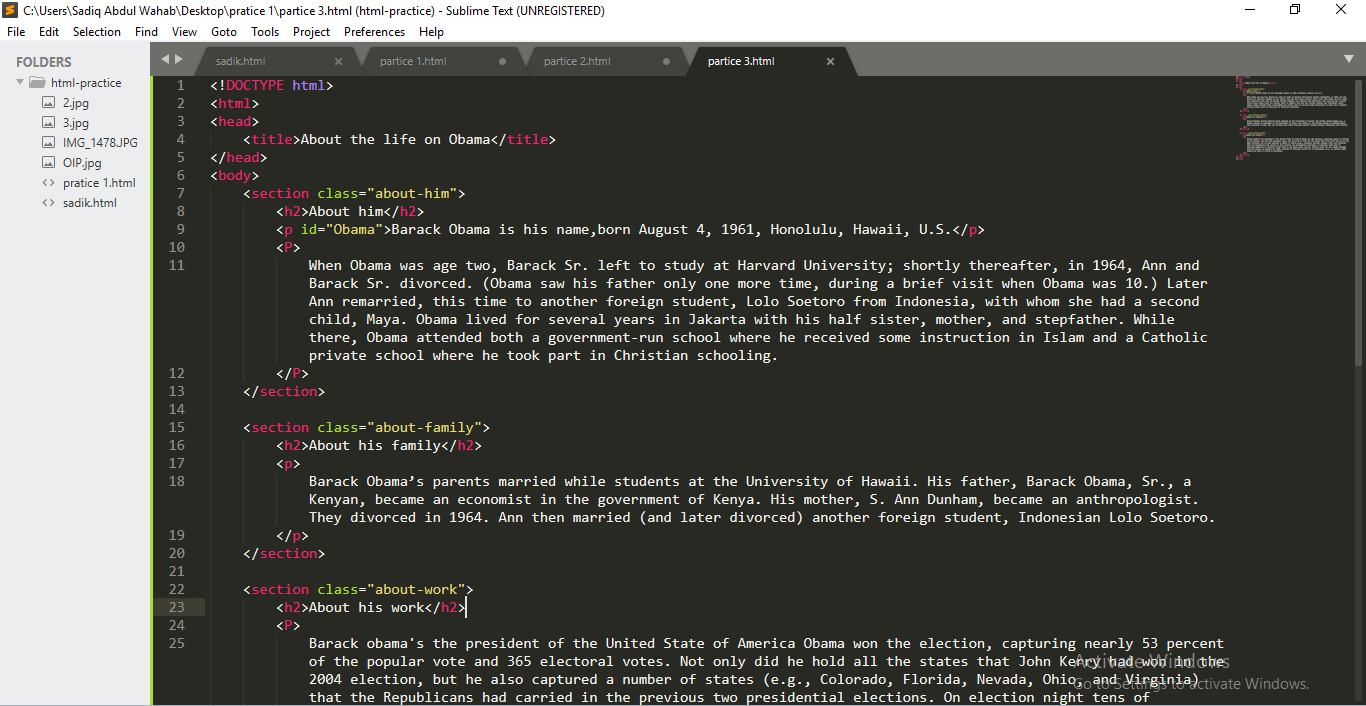 C:\Users\Sadiq Abdul Wahab\Desktop\pratice 1\partice 3.html (html-practice) - Sublime Text (UNREGISTERED)
File Edit Selection Find View Goto Tools Project Preferences Help
FOLDERS
html-practice
2.jpg
3.jpg
IMG_1478.JPG
OIP.jpg
pratice 1.html
sadik.html
sadik.html partice 1.html partice 2.html partice 3.html
1 <!DOCTYPE html>
2 <html>
3 <head>
4 <title>About the life on Obama</title>
5 </head>
6 <body>
7 <section class="about-him">
8 <h2>About him</h2>
9 <p id="Obama">Barack Obama is his name,born August 4, 1961, Honolulu, Hawaii, U.S.</p>
10 <P>
11 When Obama was age two, Barack Sr. left to study at Harvard University; shortly thereafter, in 1964, Ann and
Barack Sr. divorced. (Obama saw his father only one more time, during a brief visit when Obama was 10.) Later
Ann remarried, this time to another foreign student, Lolo Soetoro from Indonesia, with whom she had a second
child, Maya. Obama lived for several years in Jakarta with his half sister, mother, and stepfather. While
there, Obama attended both a government-run school where he received some instruction in Islam and a Catholic
private school where he took part in Christian schooling.
12 </P>
13 </section>
14
15 <section class="about-family">
16 <h2>About his family</h2>
17 <p>
18 Barack Obama’s parents married while students at the University of Hawaii. His father, Barack Obama, Sr., a
Kenyan, became an economist in the government of Kenya. His mother, S. Ann Dunham, became an anthropologist.
They divorced in 1964. Ann then married (and later divorced) another foreign student, Indonesian Lolo Soetoro.
19 </p>
20 </section>
21
22 <section class="about-work">
23 <h2>About his work</h2>
24 <P>
25 Barack obama's the president of the United State of America Obama won the election, capturing nearly 53 percent
of the popular vote and 365 electoral votes. Not only did he hold all the states that John Kerry had won in the
2004 election, but he also captured a number of states (e.g., Colorado, Florida, Nevada, Ohio, and Virginia)
that the Republicans had carried in the previous two presidential elections. On election night tens of
Activate Windows
Go to Settings to activate Windows.